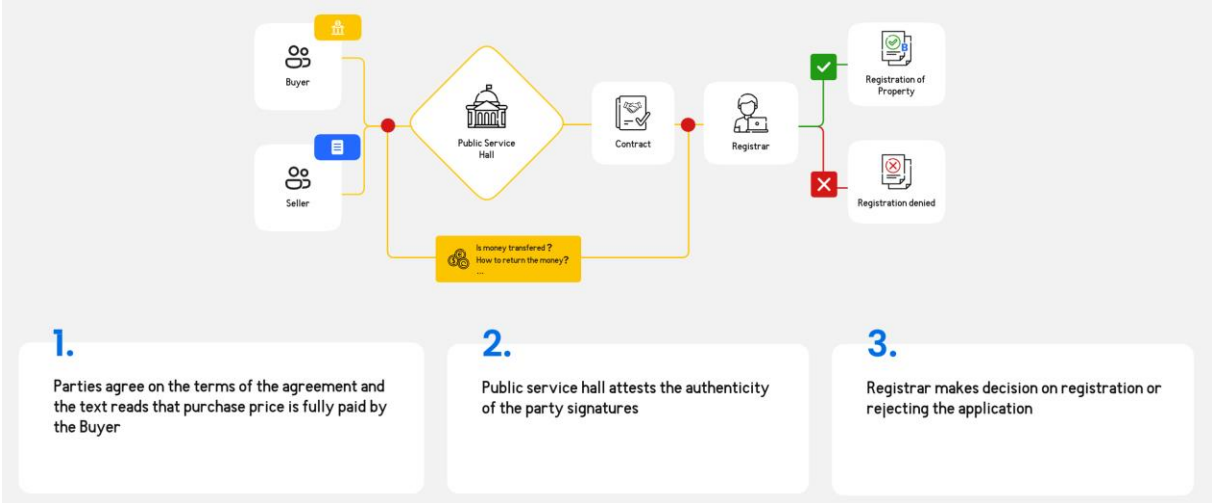 Buyer
Seller
Public Service
Hall
Contract
Registrar
Registration of
Property
Registration denied
Is money transfered ?
How to return the money?
...
1.
Parties agree on the terms of the agreement and
the text reads that purchase price is fully paid by
the Buyer
2.
Public service hall attests the authenticity
of the party signatures
3.
Registrar makes decision on registration or
rejecting the application